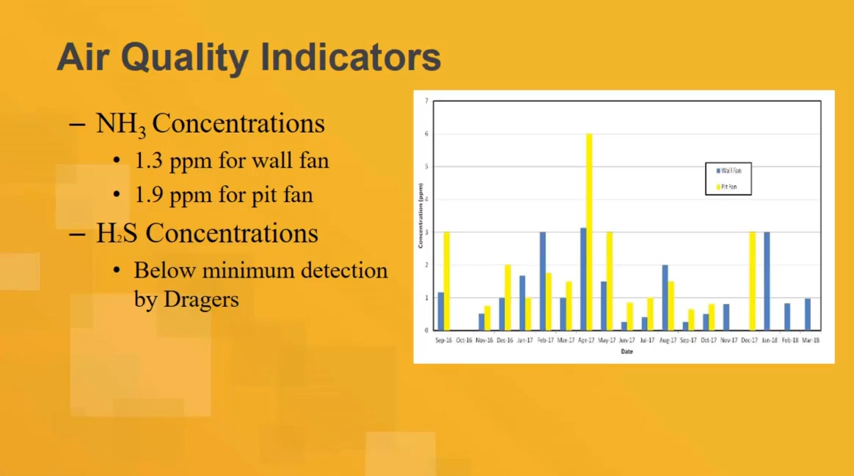 Air Quality Indicators
– NH₃ Concentrations
• 1.3 ppm for wall fan
• 1.9 ppm for pit fan
– H₂S Concentrations
• Below minimum detection
by Dragers
7
6
5
4
3
2
1
0
Concentration (ppm)
Wall Fan
Pit Fan
Sep-16 Oct-16 Nov-16 Dec-16 Jan-17 Feb-17 Mar-17 Apr-17 May-17 Jun-17 Jul-17 Aug-17 Sep-17 Oct-17 Nov-17 Dec-17 Jan-18 Feb-18 Mar-18
Date